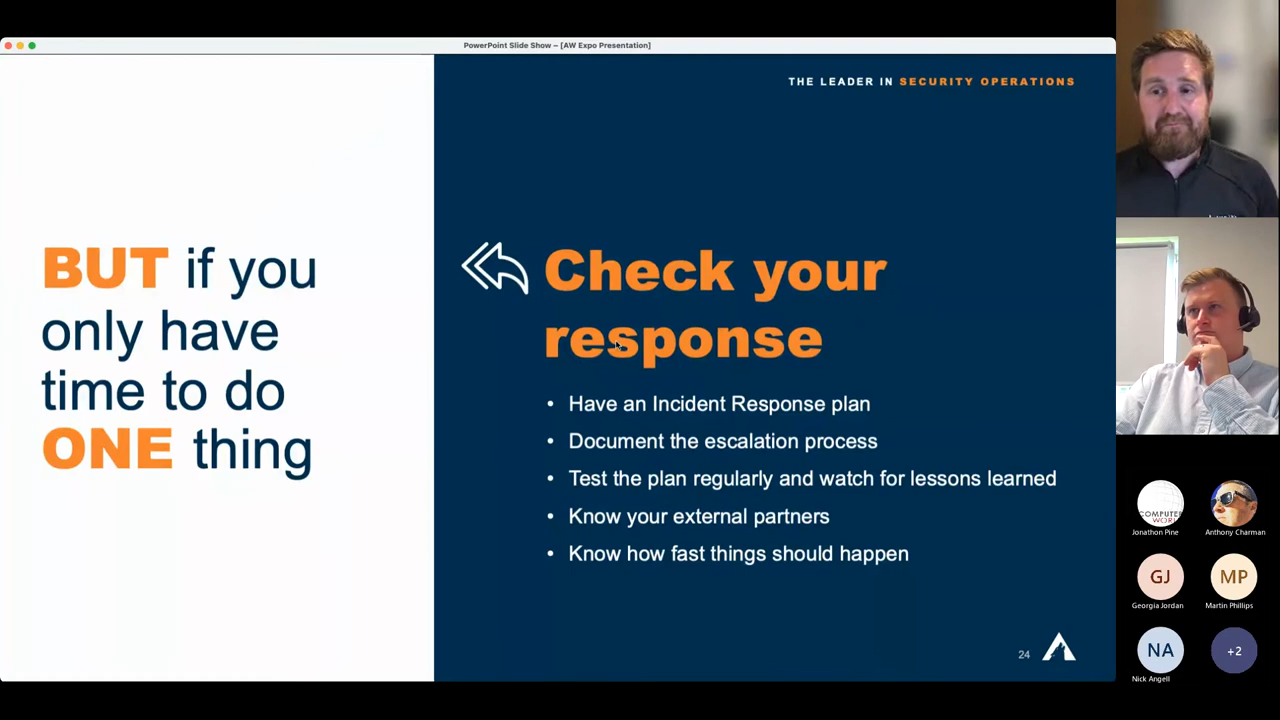 PowerPoint Slide Show – [AW Expo Presentation]
THE LEADER IN SECURITY OPERATIONS
BUT if you
only have
time to do
ONE thing
Check your
response
• Have an Incident Response plan
• Document the escalation process
• Test the plan regularly and watch for lessons learned
• Know your external partners
• Know how fast things should happen
24
COMPUTER
WORL
Jonathon Pine
Anthony Charman
GJ
MP
Georgia Jordan
Martin Phillips
NA
+2
Nick Angell